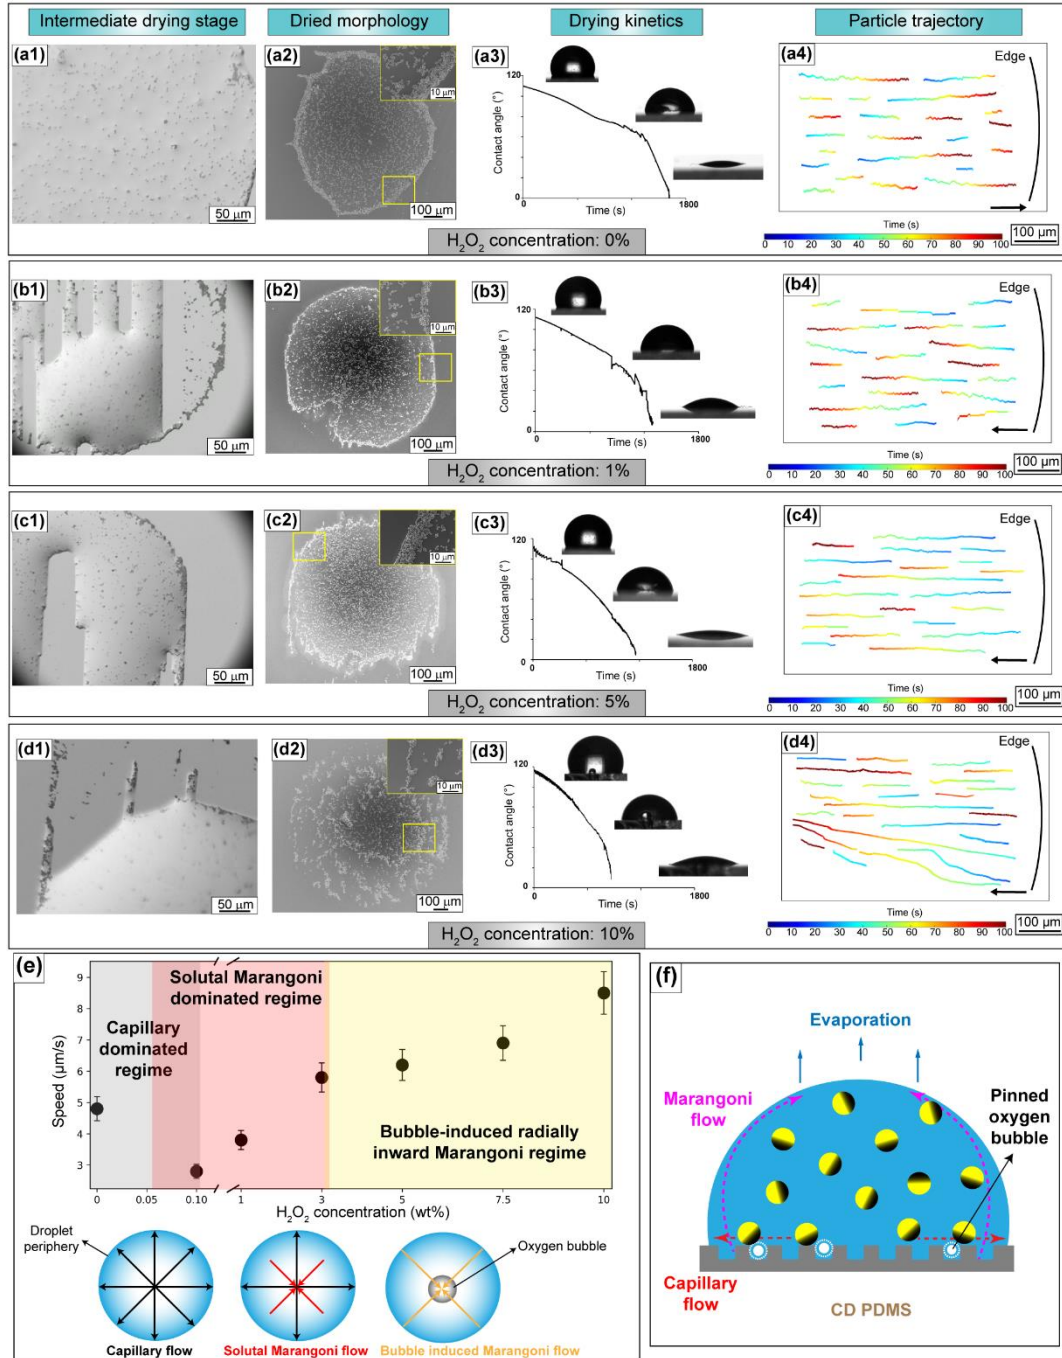 Intermediate drying stage
Dried morphology
Drying kinetics
Particle trajectory
(a1)
50 µm
(a2)
10 µm
100 µm
(a3)
120
Contact angle (°)
0
Time (s)
1800
(a4)
Edge
Time (s)
0 10 20 30 40 50 60 70 80 90 100
100 µm
H2O2 concentration: 0%
(b1)
50 µm
(b2)
10 µm
100 µm
(b3)
120
Contact angle (°)
0
Time (s)
1800
(b4)
Edge
Time (s)
0 10 20 30 40 50 60 70 80 90 100
100 µm
H2O2 concentration: 1%
(c1)
50 µm
(c2)
10 µm
100 µm
(c3)
120
Contact angle (°)
0
Time (s)
1800
(c4)
Edge
Time (s)
0 10 20 30 40 50 60 70 80 90 100
100 µm
H2O2 concentration: 5%
(d1)
50 µm
(d2)
10 µm
100 µm
(d3)
120
Contact angle (°)
0
Time (s)
1800
(d4)
Edge
Time (s)
0 10 20 30 40 50 60 70 80 90 100
100 µm
H2O2 concentration: 10%
(e)
Solutal Marangoni
dominated regime
Capillary
dominated
regime
Bubble-induced radially
inward Marangoni regime
Speed (µm/s)
9
8
7
6
5
4
3
0 0.05 0.10 1 3 5 7.5 10
H2O2 concentration (wt%)
Droplet
periphery
Oxygen bubble
Capillary flow
Solutal Marangoni flow
Bubble induced Marangoni flow
(f)
Evaporation
Marangoni
flow
Pinned
oxygen
bubble
Capillary
flow
CD PDMS